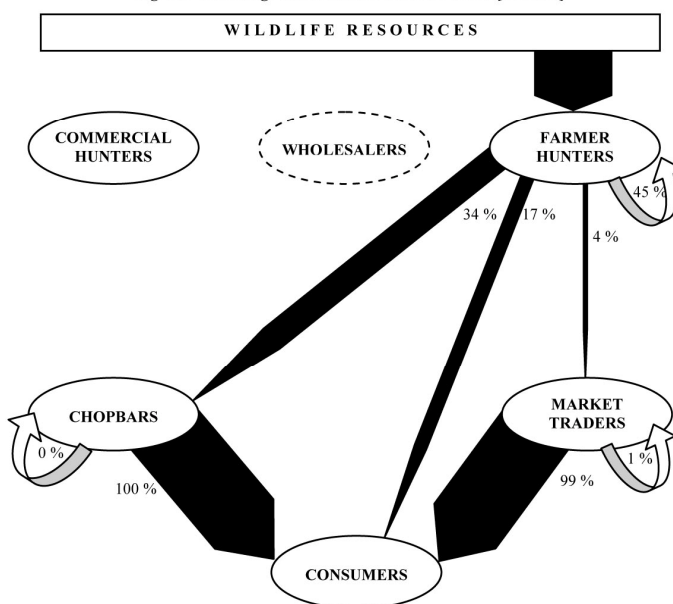 WILDLIFE RESOURCES
COMMERCIAL
HUNTERS
WHOLESALERS
FARMER
HUNTERS
45 %
34 %
17 %
4 %
CHOPBARS
0 %
100 %
MARKET
TRADERS
1 %
99 %
CONSUMERS